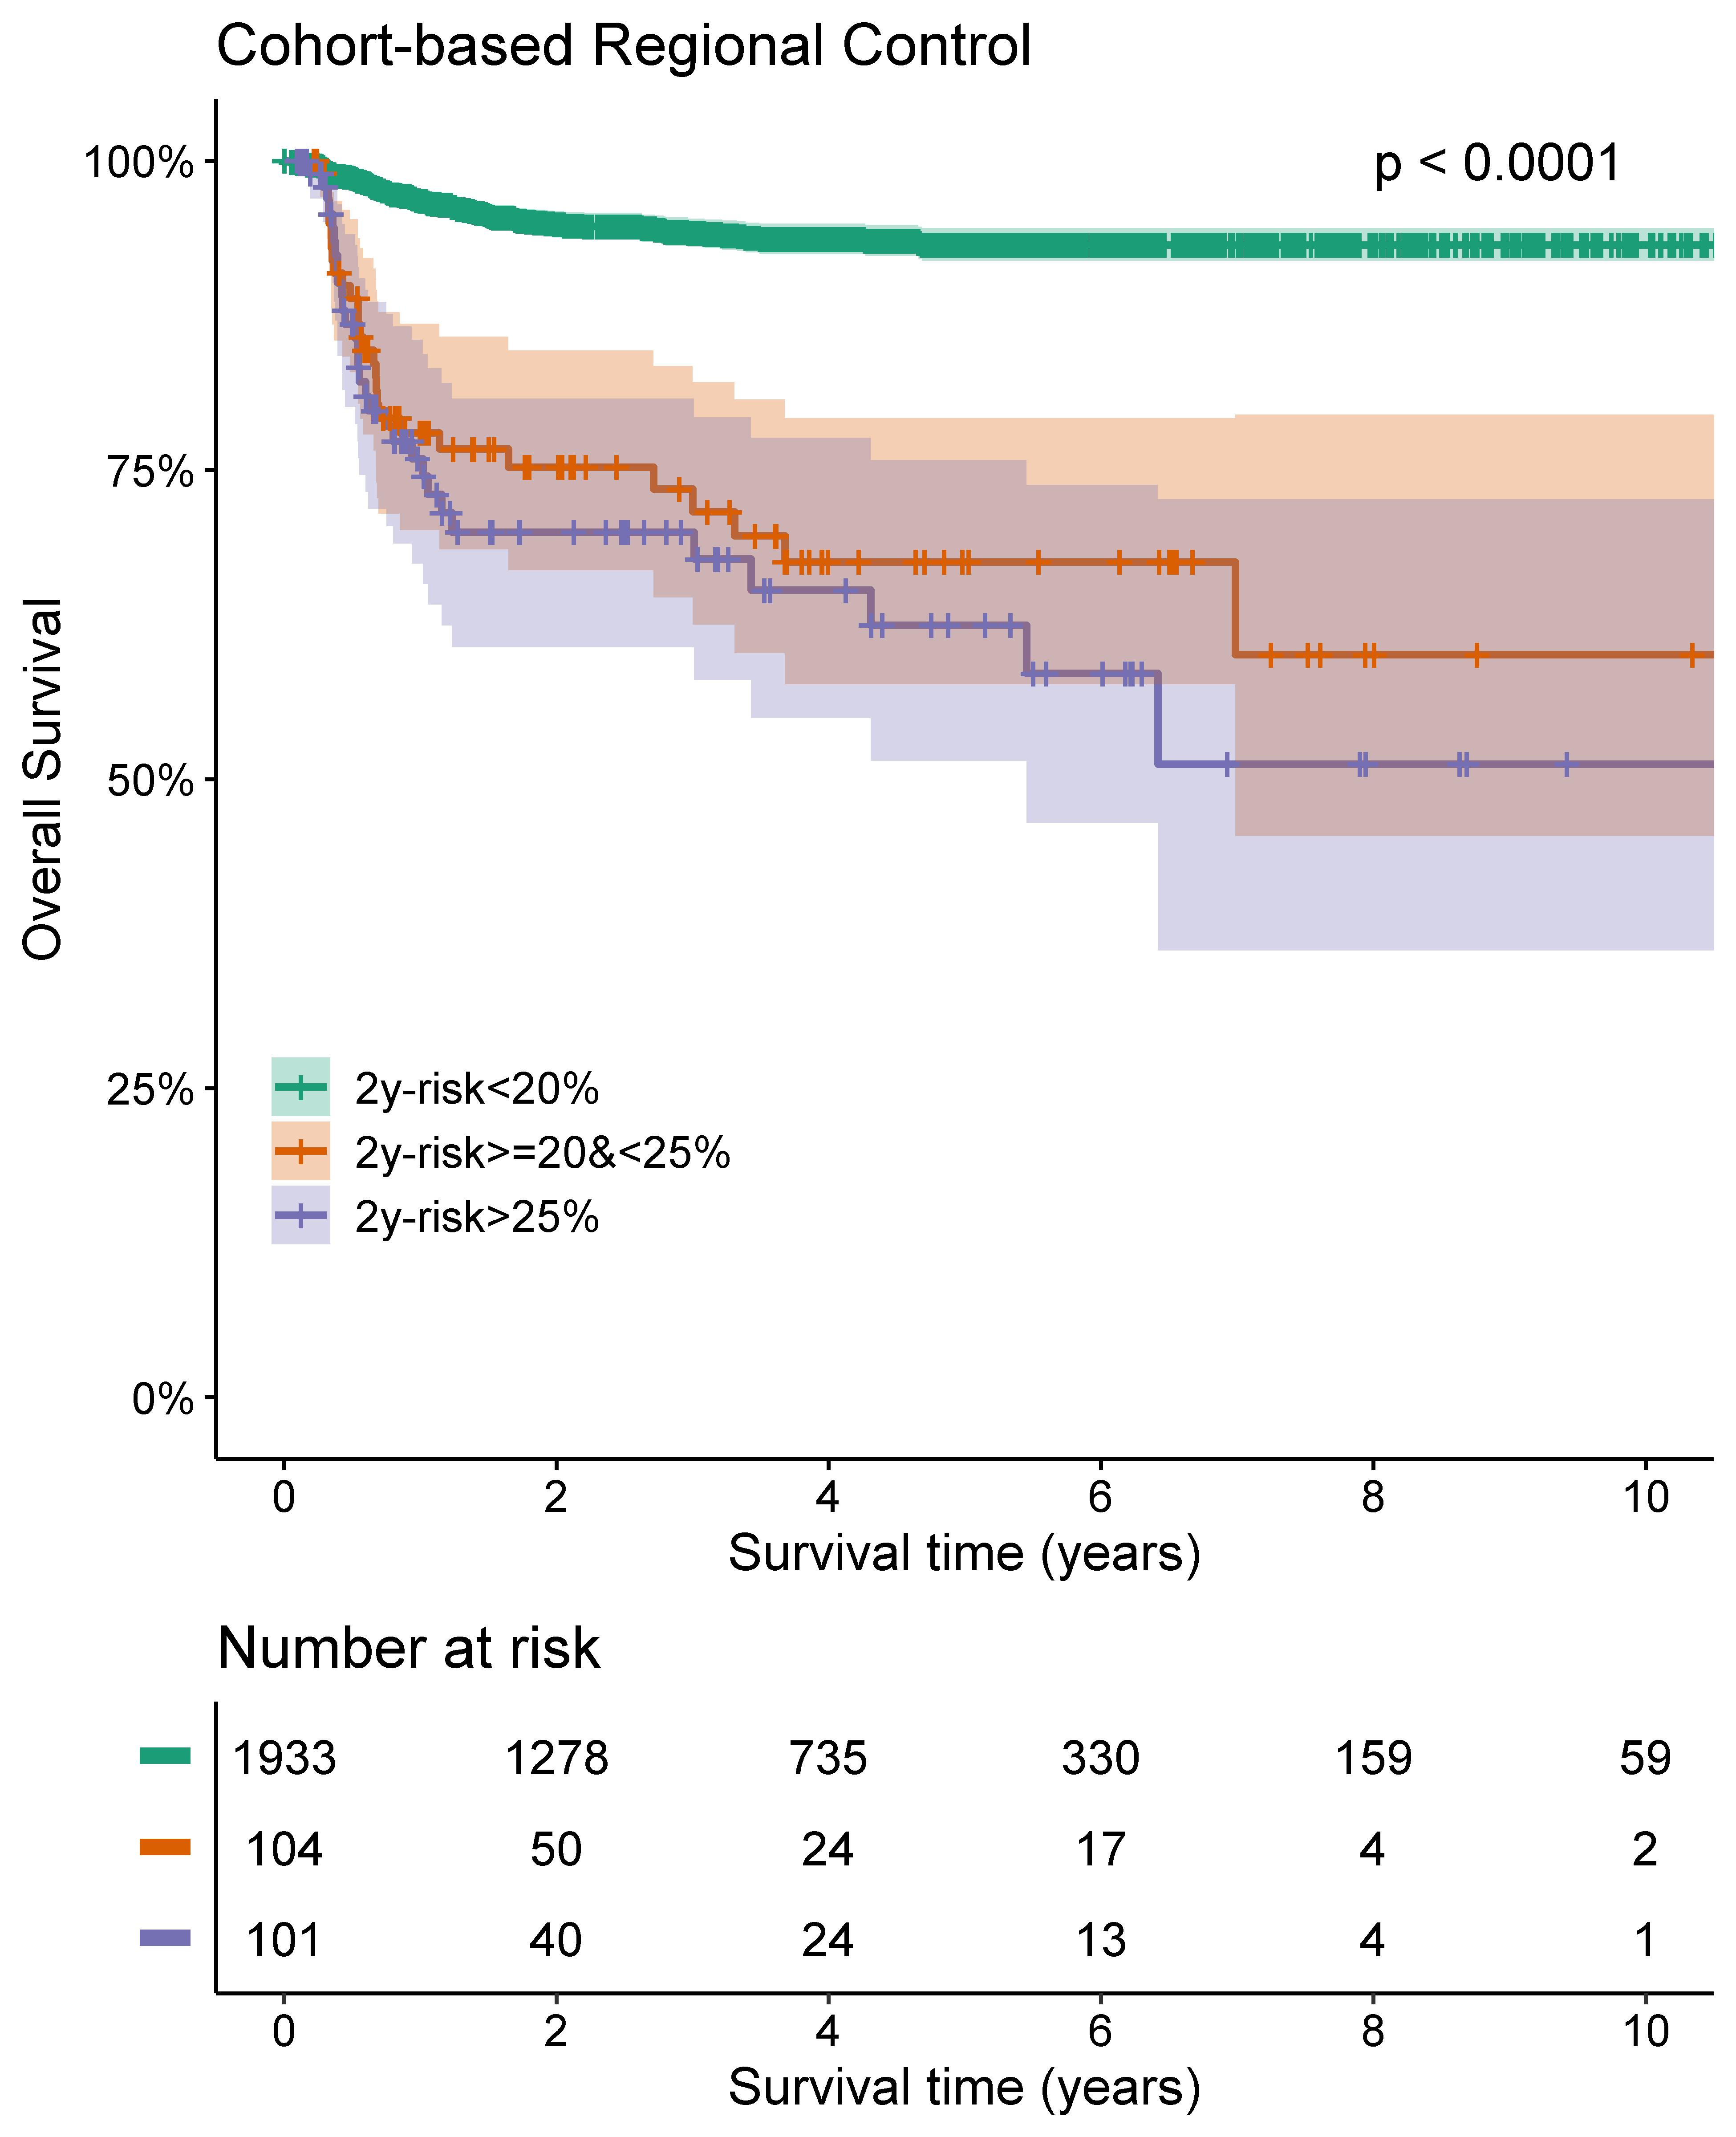 Cohort-based Regional Control
p < 0.0001
100%
75%
50%
25%
0%
Overall Survival
2y-risk<20%
2y-risk>=20&<25%
2y-risk>25%
0 2 4 6 8 10
Survival time (years)
Number at risk
1933 1278 735 330 159 59
104 50 24 17 4 2
101 40 24 13 4 1
0 2 4 6 8 10
Survival time (years)